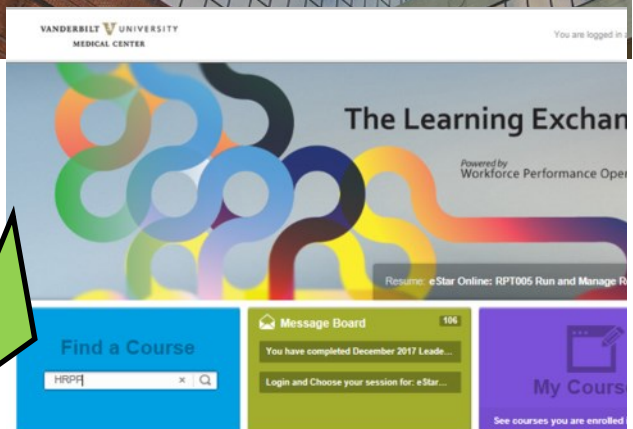 VANDERBILT UNIVERSITY
MEDICAL CENTER
You are logged in a
The Learning Exchan
Powered by
Workforce Performance Oper
Resume: eStar Online: RPT005 Run and Manage R
Find a Course
HRPP
Message Board 106
You have completed December 2017 Leade...
Login and Choose your session for: eStar...
My Course
See courses you are enrolled i